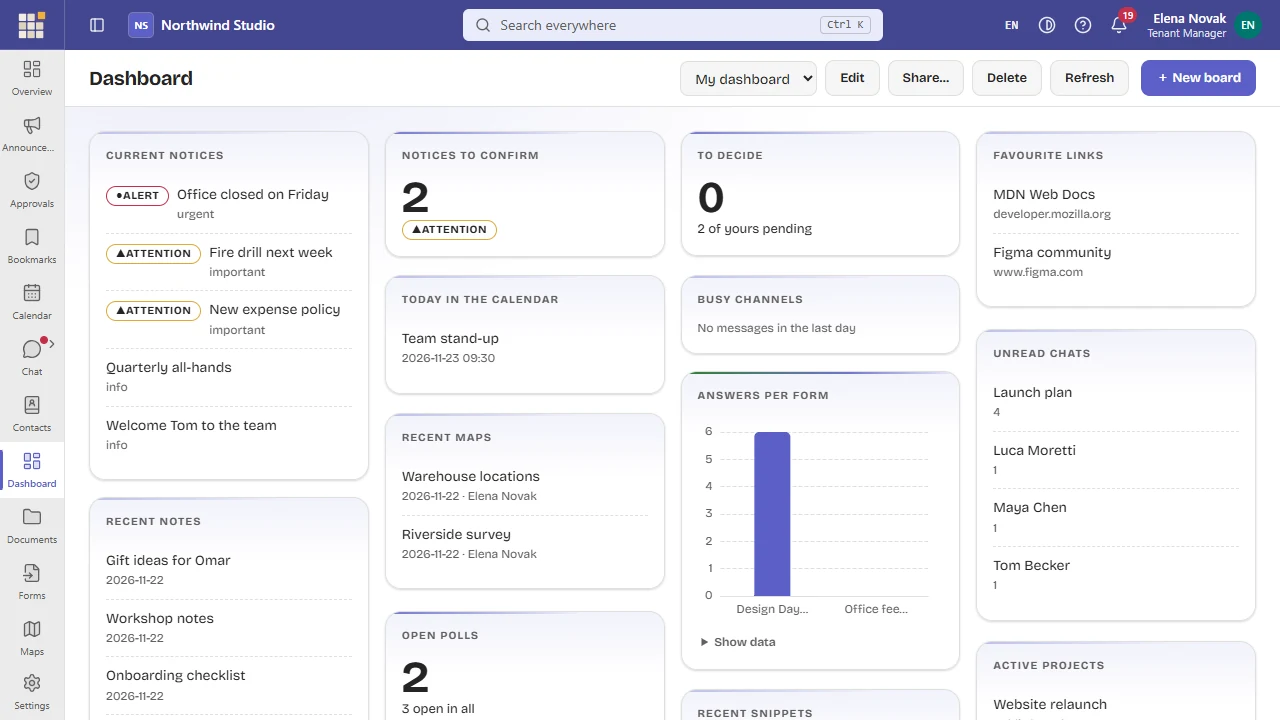 NS
Northwind Studio
Search everywhere
Ctrl K
EN
19
Elena Novak
Tenant Manager
EN
Overview
Announce...
Approvals
Bookmarks
Calendar
Chat
Contacts
Dashboard
Documents
Forms
Maps
Settings
Dashboard
My dashboard
Edit
Share...
Delete
Refresh
+ New board
CURRENT NOTICES
ALERT
Office closed on Friday
urgent
ATTENTION
Fire drill next week
important
ATTENTION
New expense policy
important
Quarterly all-hands
info
Welcome Tom to the team
info
RECENT NOTES
Gift ideas for Omar
2026-11-22
Workshop notes
2026-11-22
Onboarding checklist
2026-11-22
NOTICES TO CONFIRM
2
ATTENTION
TODAY IN THE CALENDAR
Team stand-up
2026-11-23 09:30
RECENT MAPS
Warehouse locations
2026-11-22 · Elena Novak
Riverside survey
2026-11-22 · Elena Novak
OPEN POLLS
2
3 open in all
TO DECIDE
0
2 of yours pending
BUSY CHANNELS
No messages in the last day
ANSWERS PER FORM
6
5
4
3
2
1
0
Design Day...
Office fee...
Show data
RECENT SNIPPETS
FAVOURITE LINKS
MDN Web Docs
developer.mozilla.org
Figma community
www.figma.com
UNREAD CHATS
Launch plan
4
Luca Moretti
1
Maya Chen
1
Tom Becker
1
ACTIVE PROJECTS
Website relaunch